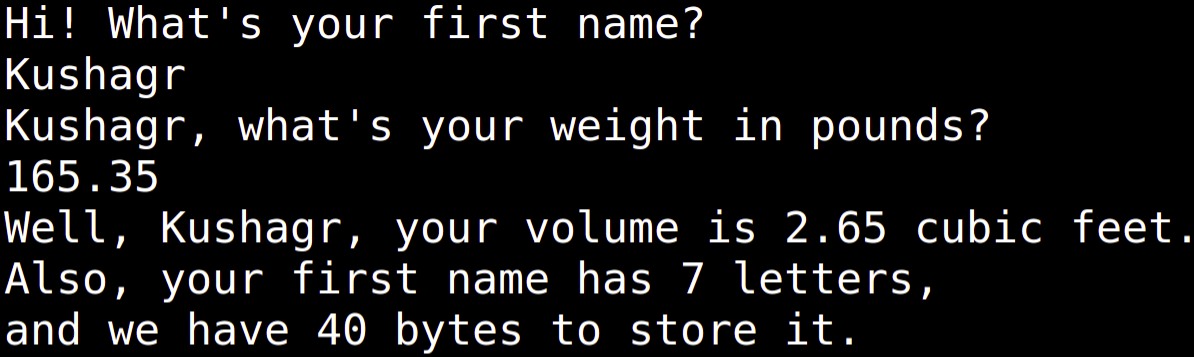 Hi! What's your first name?
Kushagr
Kushagr, what's your weight in pounds?
165.35
Well, Kushagr, your volume is 2.65 cubic feet.
Also, your first name has 7 letters,
and we have 40 bytes to store it.